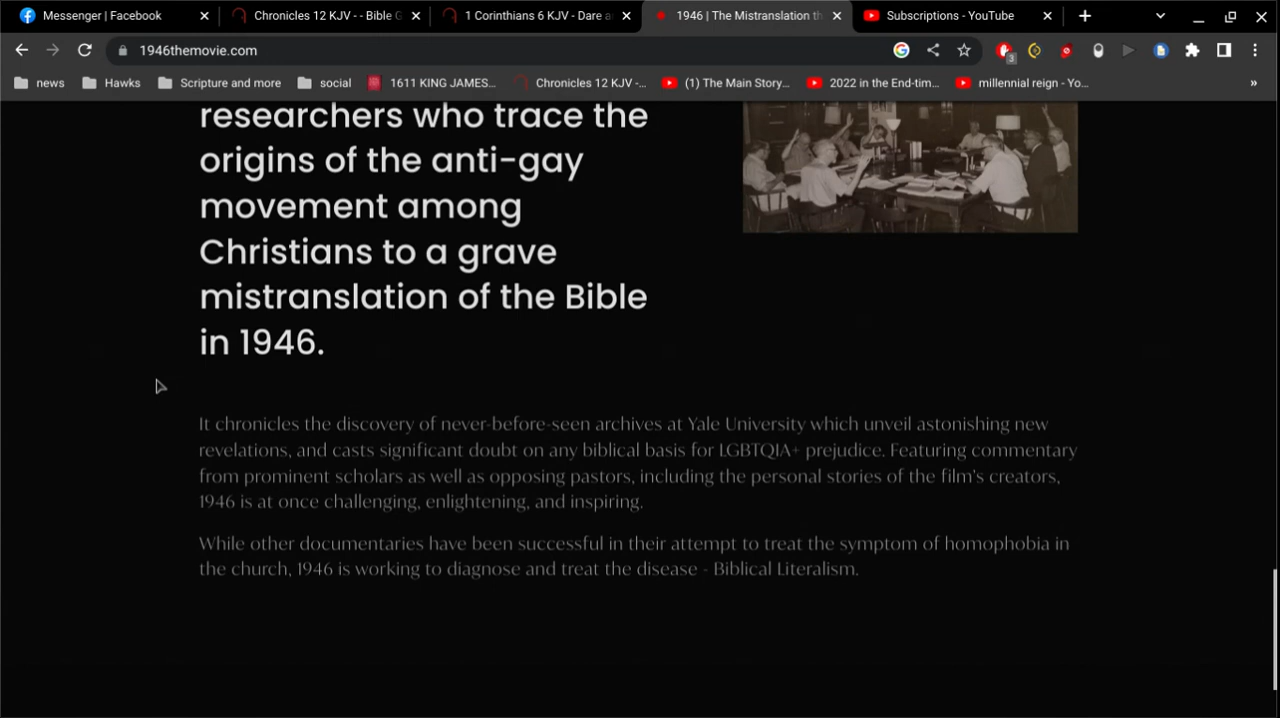 Messenger | Facebook
Chronicles 12 KJV - - Bible G
1 Corinthians 6 KJV - Dare a
1946 | The Mistranslation th
Subscriptions - YouTube
1946themovie.com
3
news
Hawks
Scripture and more
social
1611 KING JAMES...
Chronicles 12 KJV -...
(1) The Main Story...
2022 in the End-tim...
millennial reign - Yo...
»
researchers who trace the
origins of the anti-gay
movement among
Christians to a grave
mistranslation of the Bible
in 1946.
It chronicles the discovery of never-before-seen archives at Yale University which unveil astonishing new
revelations, and casts significant doubt on any biblical basis for LGBTQIA+ prejudice. Featuring commentary
from prominent scholars as well as opposing pastors, including the personal stories of the film's creators,
1946 is at once challenging, enlightening, and inspiring.
While other documentaries have been successful in their attempt to treat the symptom of homophobia in
the church, 1946 is working to diagnose and treat the disease - Biblical Literalism.